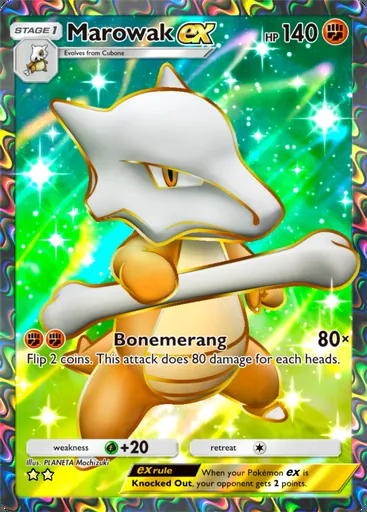 STAGE 1
Marowak ex
HP 140
Evolves from Cubone
Bonemerang 80×
Flip 2 coins. This attack does 80 damage for each heads.
weakness +20
retreat
Illus. PLANETA Mochizuki
ex rule
When your Pokémon ex is
Knocked Out, your opponent gets 2 points.